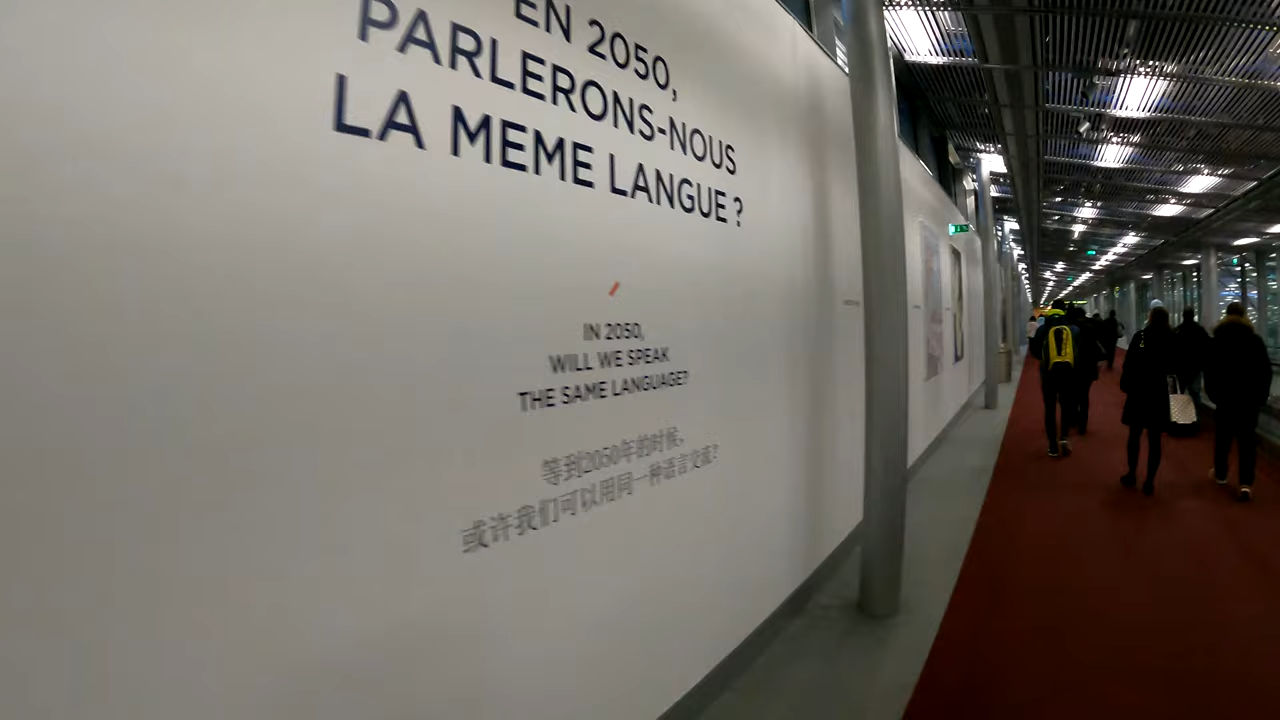 EN 2050,
PARLERONS-NOUS
LA MEME LANGUE ?
IN 2050,
WILL WE SPEAK
THE SAME LANGUAGE?
等到2050年的时候,
或许我们可以用同一种语言交流?